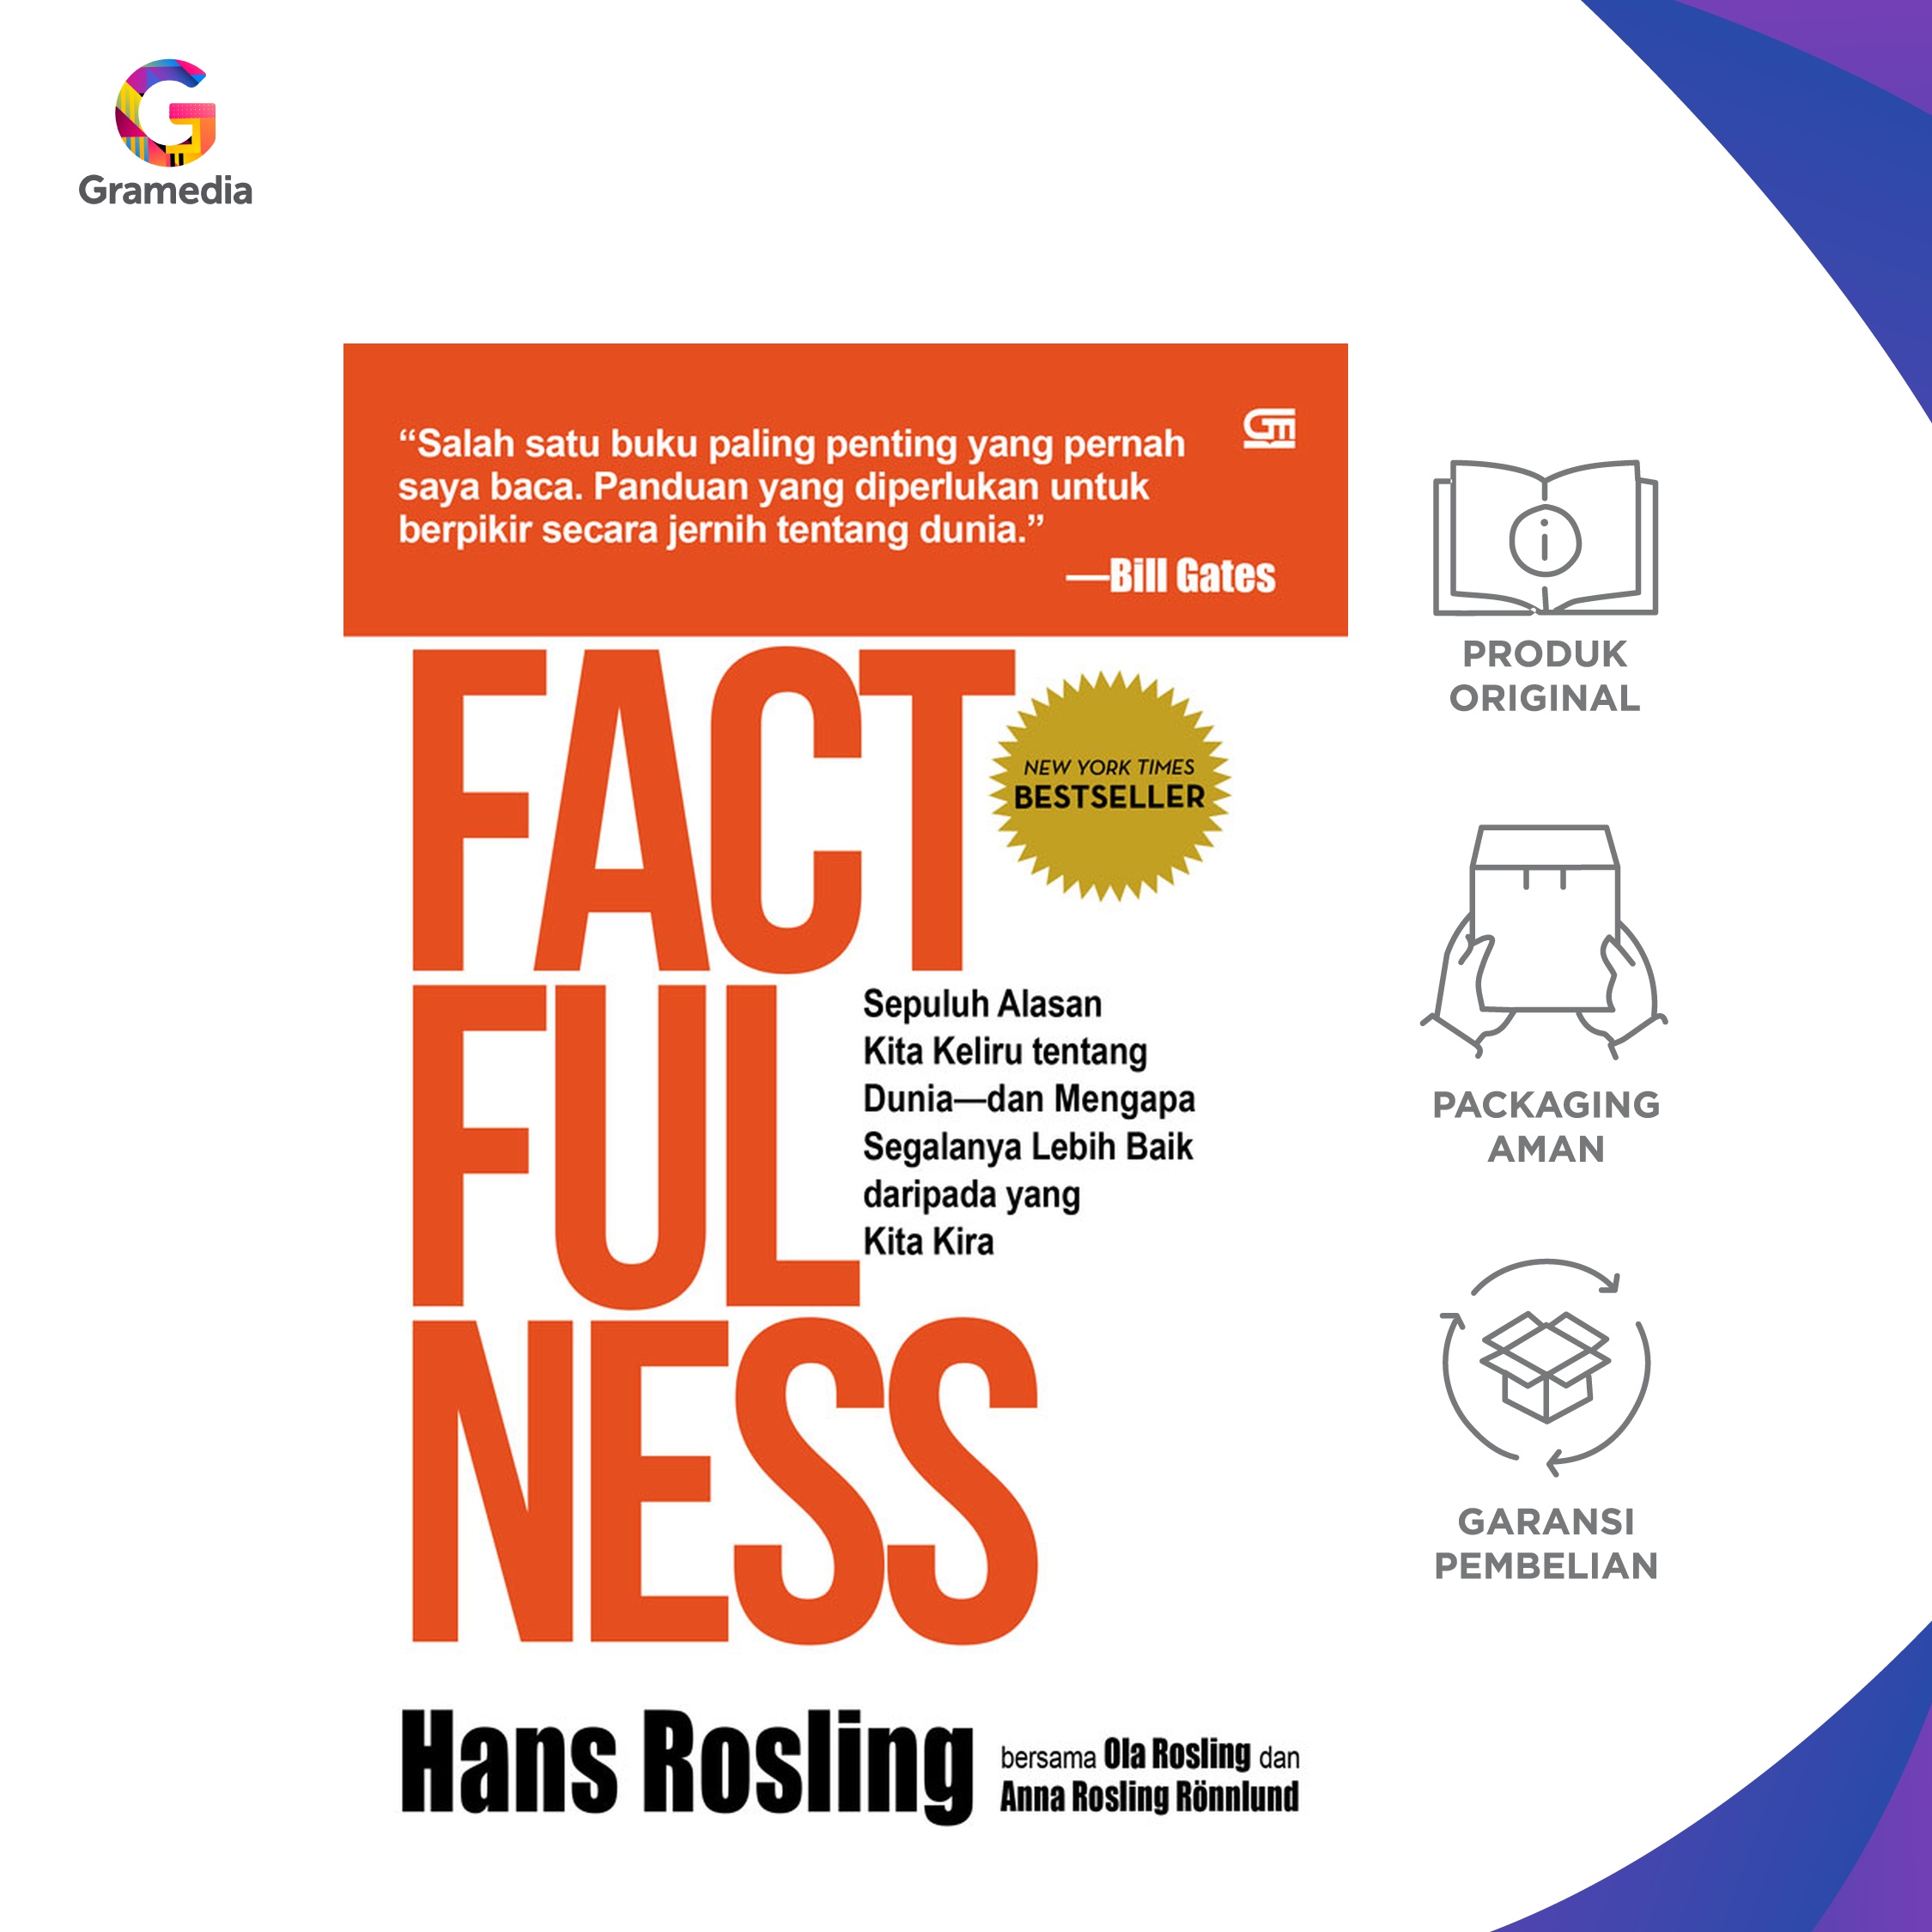 Gramedia
“Salah satu buku paling penting yang pernah
saya baca. Panduan yang diperlukan untuk
berpikir secara jernih tentang dunia.”
—Bill Gates
FACT
NEW YORK TIMES
BESTSELLER
FUL
Sepuluh Alasan
Kita Keliru tentang
Dunia—dan Mengapa
Segalanya Lebih Baik
daripada yang
Kita Kira
NESS
Hans Rosling
bersama Ola Rosling dan
Anna Rosling Rönnlund
PRODUK
ORIGINAL
PACKAGING
AMAN
GARANSI
PEMBELIAN